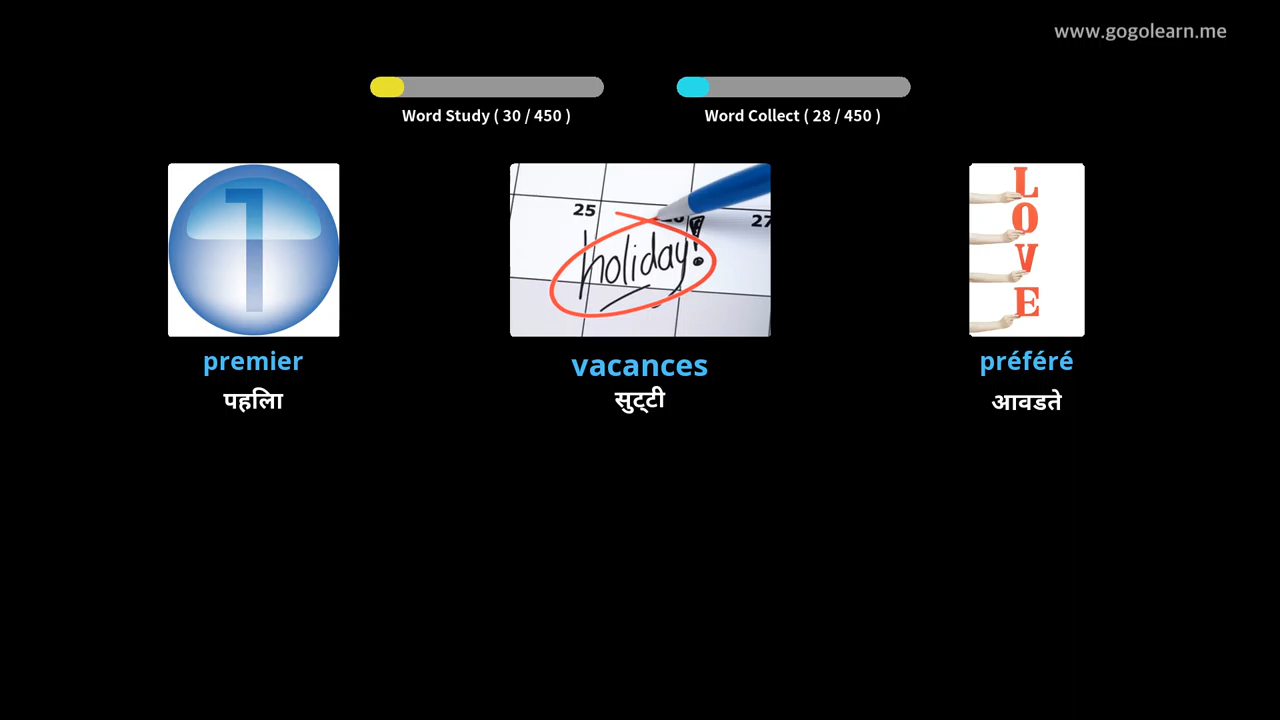 www.gogolearn.me
Word Study ( 30 / 450 )
Word Collect ( 28 / 450 )
1
25
27
holiday!
L
O
V
E
premier
vacances
préféré
पहिला
सुट्टी
आवडते